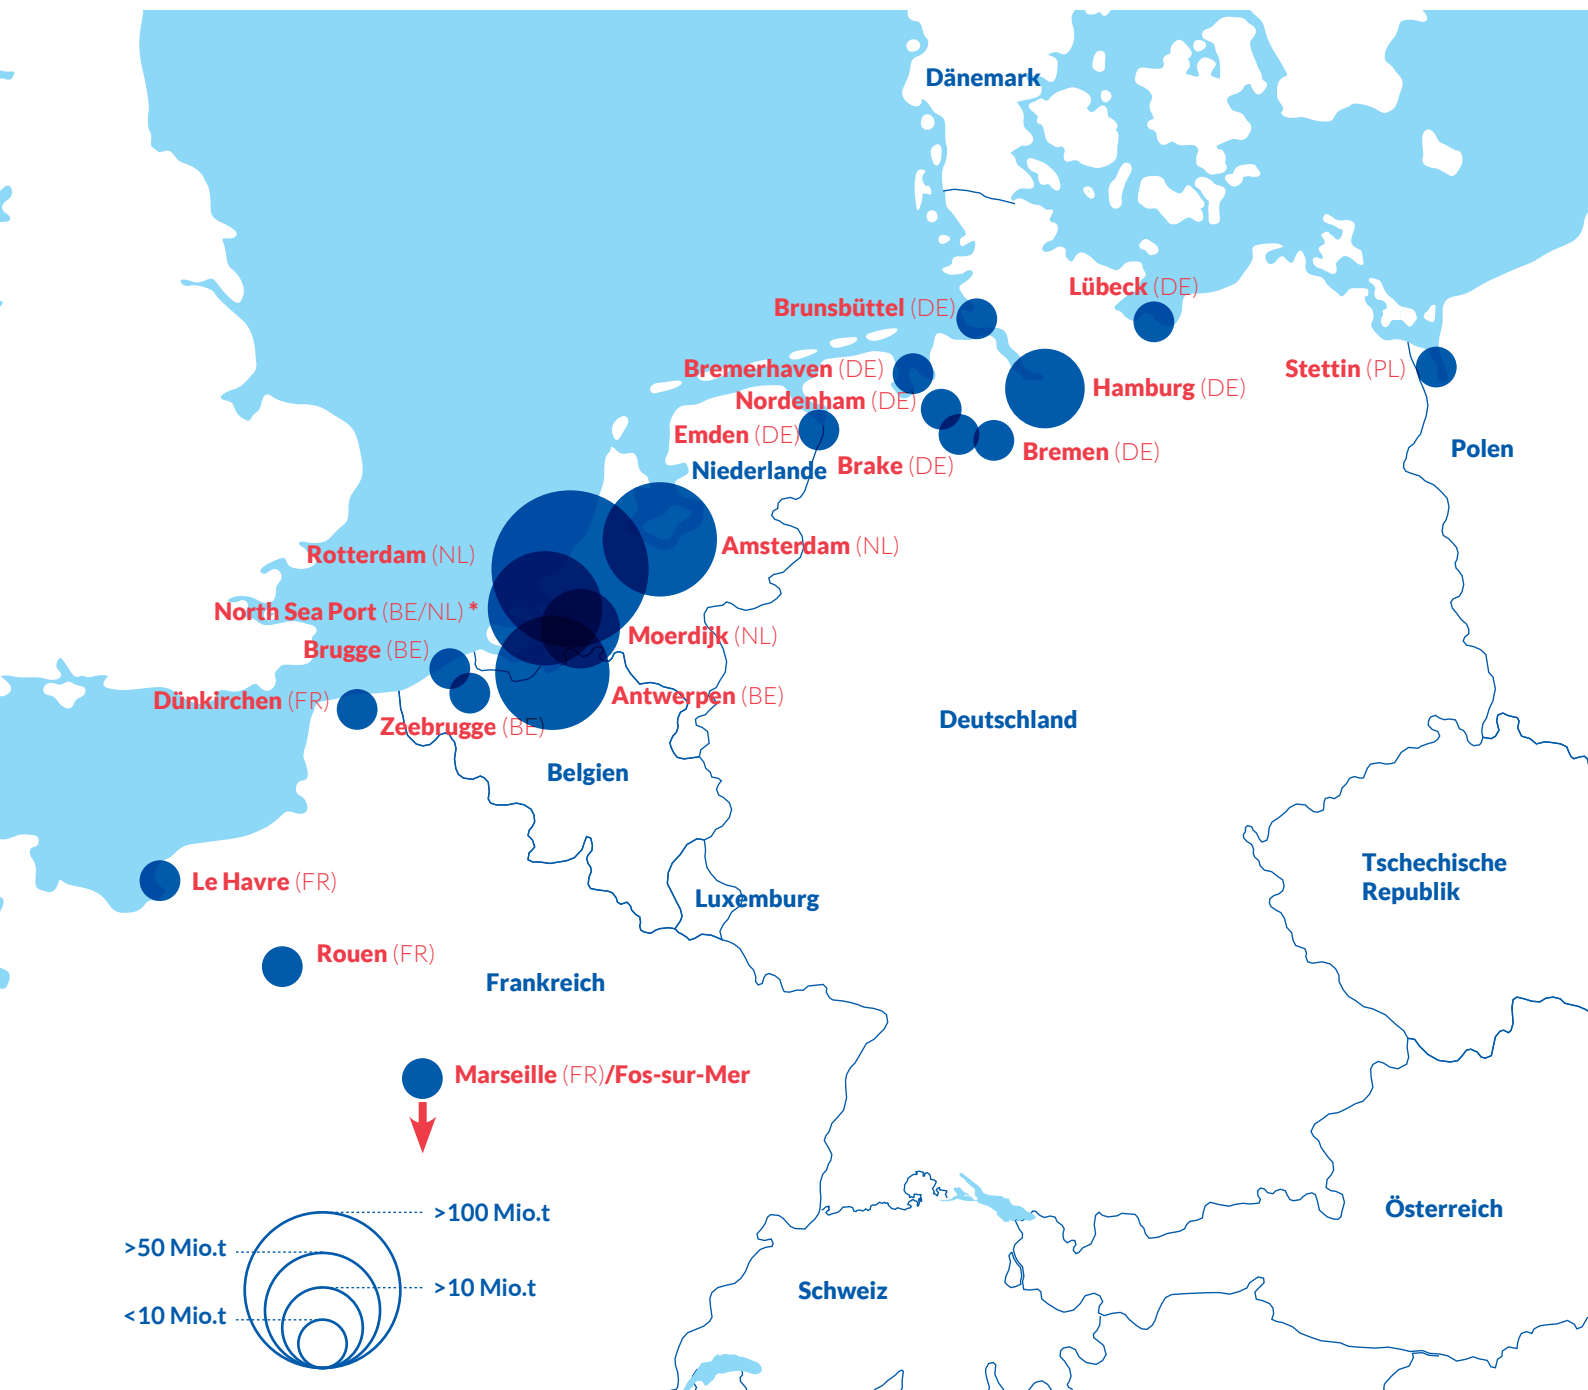 Dänemark
Lübeck (DE)
Brunsbüttel (DE)
Bremerhaven (DE)
Stettin (PL)
Hamburg (DE)
Nordenham (DE)
Emden (DE)
Bremen (DE)
Polen
Niederlande
Brake (DE)
Rotterdam (NL)
Amsterdam (NL)
North Sea Port (BE/NL) *
Moerdijk (NL)
Brugge (BE)
Dünkirchen (FR)
Antwerpen (BE)
Zeebrugge (BE)
Deutschland
Belgien
Tschechische
Republik
Le Havre (FR)
Luxemburg
Rouen (FR)
Frankreich
Marseille (FR)/Fos-sur-Mer
>100 Mio.t
>50 Mio.t
>10 Mio.t
<10 Mio.t
Österreich
Schweiz